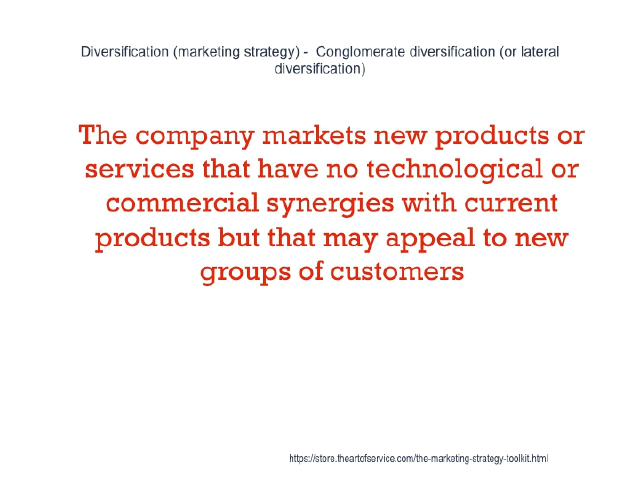 Diversification (marketing strategy) - Conglomerate diversification (or lateral
diversification)
The company markets new products or
services that have no technological or
commercial synergies with current
products but that may appeal to new
groups of customers
https://store.theartofservice.com/the-marketing-strategy-toolkit.html